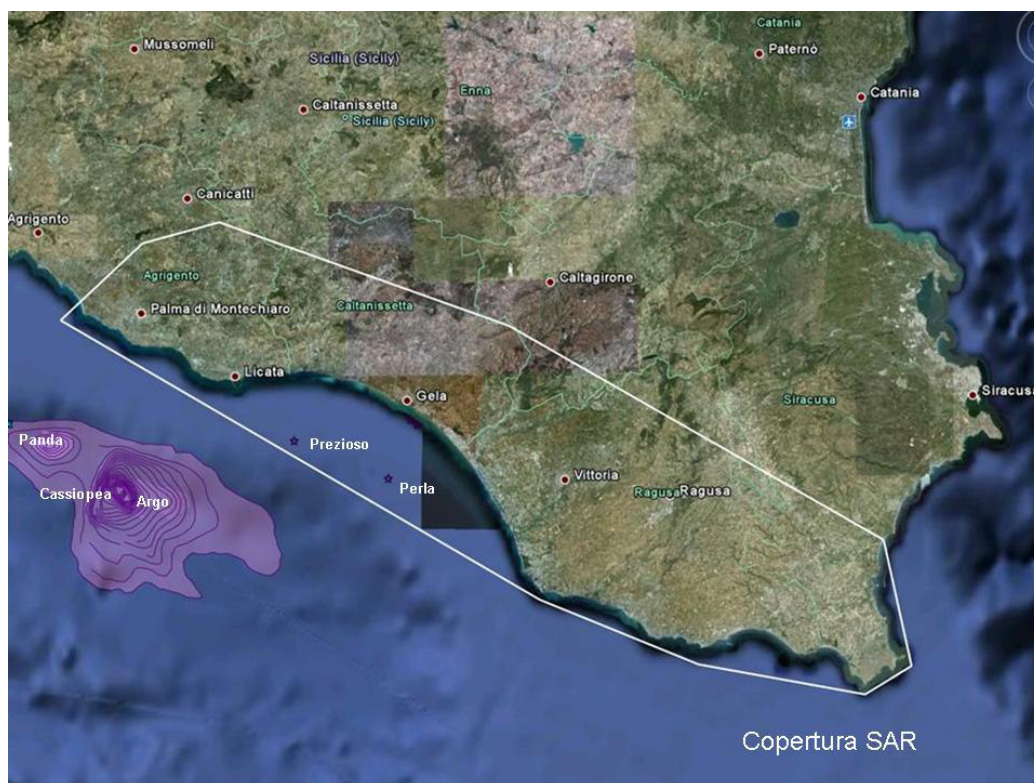 Catania
Mussomeli
Paternò
Sicilia (Sicily)
Enna
Catania
Caltanissetta
Sicilia (Sicily)
Canicatti
Agrigento
Agrigento
Caltagirone
Caltanissetta
Palma di Montechiaro
Licata
Siracusa
Gela
Siracusa
Panda
Prezioso
Vittoria
Perla
Ragusa
Ragusa
Cassiopea
Argo
Copertura SAR